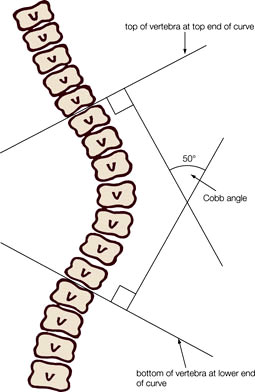 top of vertebra at top end of curve
50°
Cobb angle
bottom of vertebra at lower end
of curve